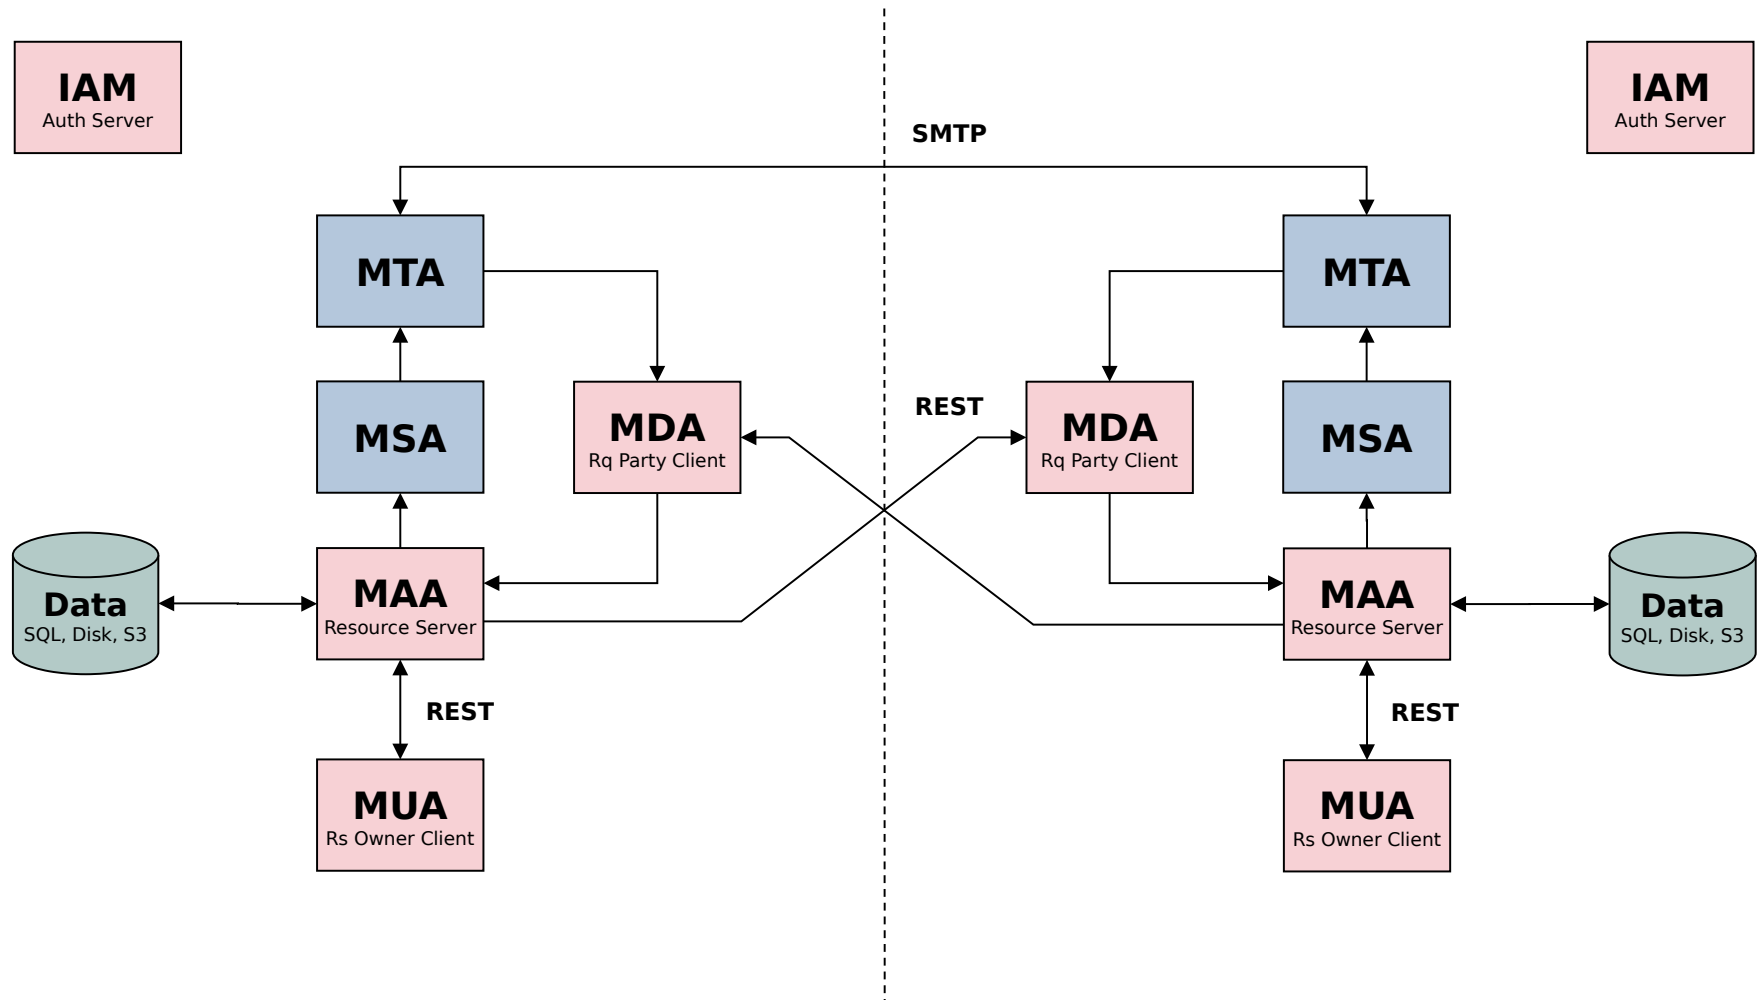 IAM
Auth Server
IAM
Auth Server
SMTP
MTA
MTA
MSA
MDA
Rq Party Client
REST
MDA
Rq Party Client
MSA
Data
SQL, Disk, S3
MAA
Resource Server
MAA
Resource Server
Data
SQL, Disk, S3
REST
REST
MUA
Rs Owner Client
MUA
Rs Owner Client